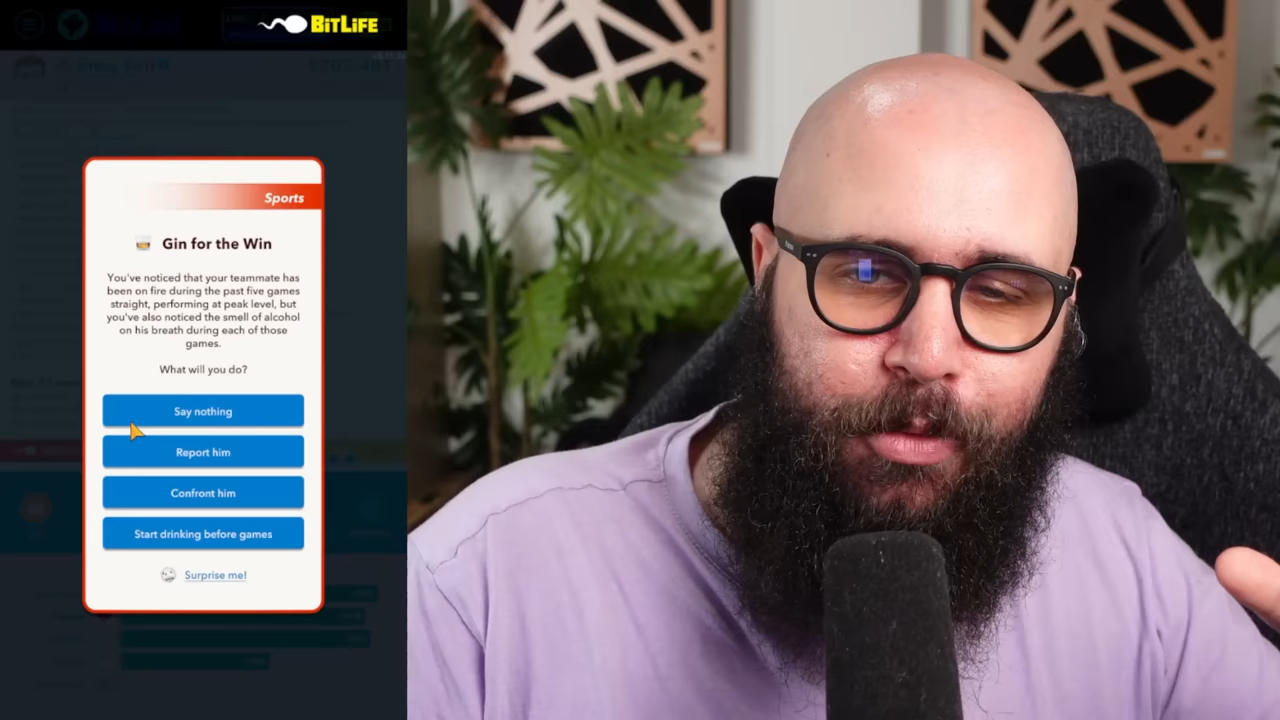 BITLIFE
Sports
Gin for the Win
You've noticed that your teammate has
been on fire during the past five games
straight, performing at peak level, but
you've also noticed the smell of alcohol
on his breath during each of those
games.
What will you do?
Say nothing
Report him
Confront him
Start drinking before games
Surprise me!